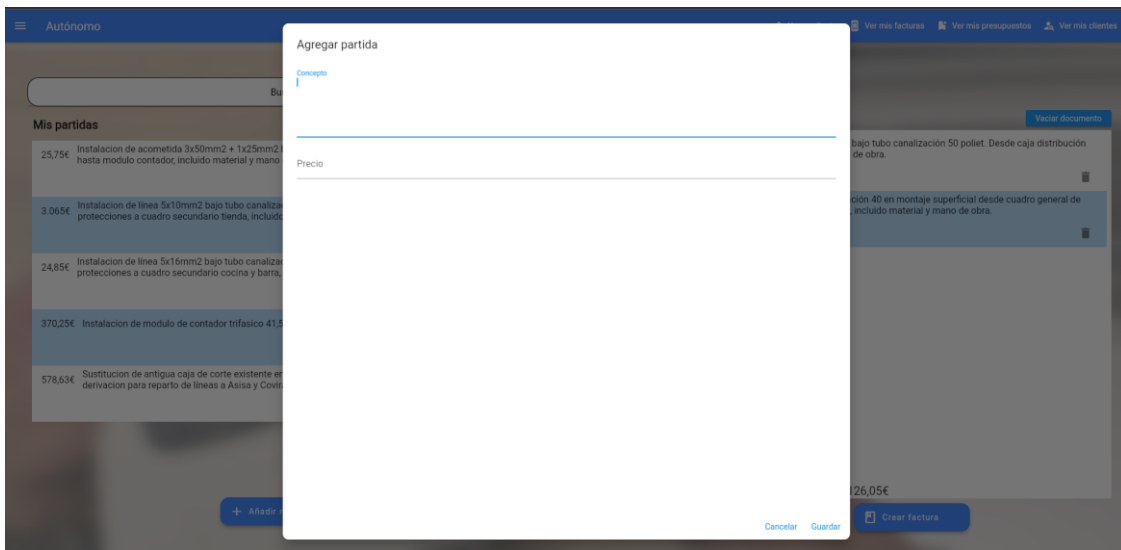 Autónomo
Ver mis facturas
Ver mis presupuestos
Ver mis clientes
Agregar partida
Concepto
Precio
Cancelar
Guardar
Bu
Mis partidas
25,75€
Instalacion de acometida 3x50mm2 + 1x25mm2
hasta modulo contador, incluido material y mano
3.065€
Instalacion de linea 5x10mm2 bajo tubo canaliza
protecciones a cuadro secundario tienda, incluido
24,85€
Instalacion de línea 5x16mm2 bajo tubo canaliza
protecciones a cuadro secundario cocina y barra,
370,25€
Instalacion de modulo de contador trifasico 41,5
578,63€
Sustitucion de antigua caja de corte existente en
derivacion para reparto de líneas a Asisa y Covir
+ Añadir
Vaciar documento
bajo tubo canalización 50 poliet. Desde caja distribución
de obra.
ción 40 en montaje superficial desde cuadro general de
, incluido material y mano de obra.
126,05€
Crear factura